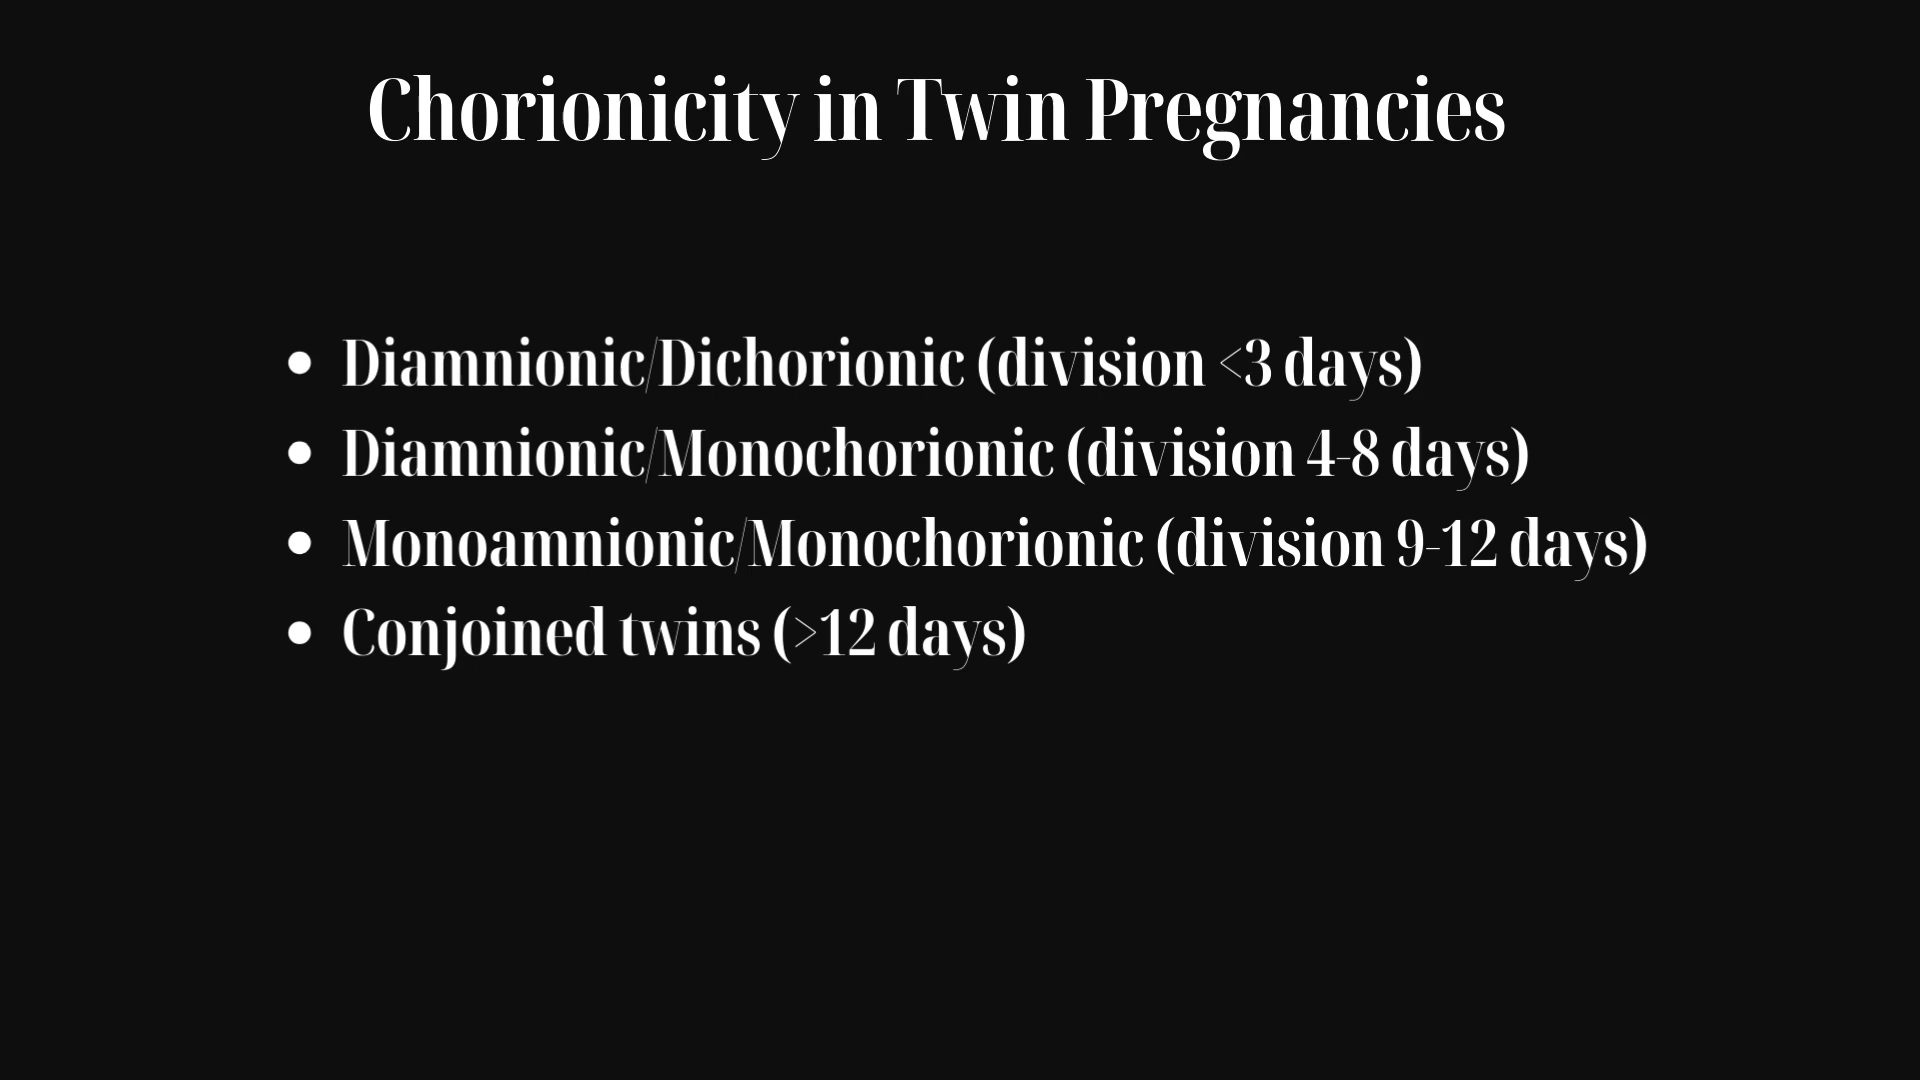 Chorionicity in Twin Pregnancies
• Diamnionic/Dichorionic (division <3 days)
• Diamnionic/Monochorionic (division 4-8 days)
• Monoamnionic/Monochorionic (division 9-12 days)
• Conjoined twins (>12 days)